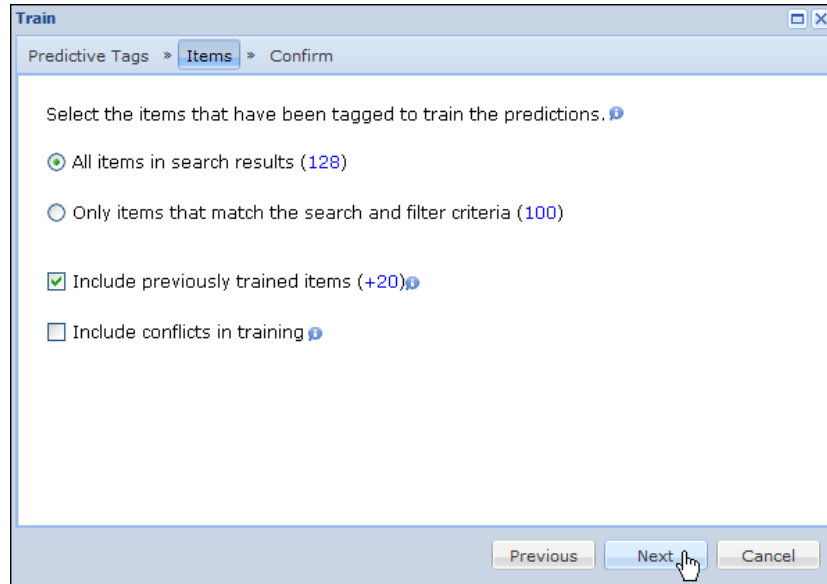 Train
Predictive Tags » Items » Confirm
Select the items that have been tagged to train the predictions.
All items in search results (128)
Only items that match the search and filter criteria (100)
Include previously trained items (+20)
Include conflicts in training
Previous Next Cancel